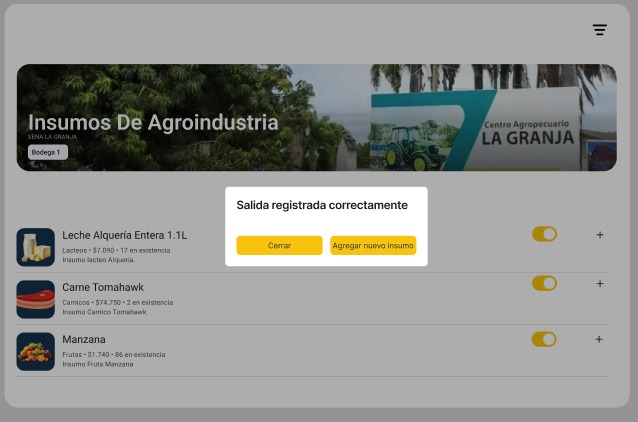 Insumos De Agroindustria
SENA LA GRANJA
Bodega 1
Centro Agropecuario
LA GRANJA
Salida registrada correctamente
Cerrar
Agregar nuevo insumo
Leche Alquería Entera 1.1L
Lacteos • $7.090 • 17 en existencia
Insumo lacteo Alqueria.
Carne Tomahawk
Carnicos • $74.750 • 2 en existencia
Insumo Carnico Tomahawk.
Manzana
Frutas • $1.740 • 86 en existencia
Insumo Fruta Manzana